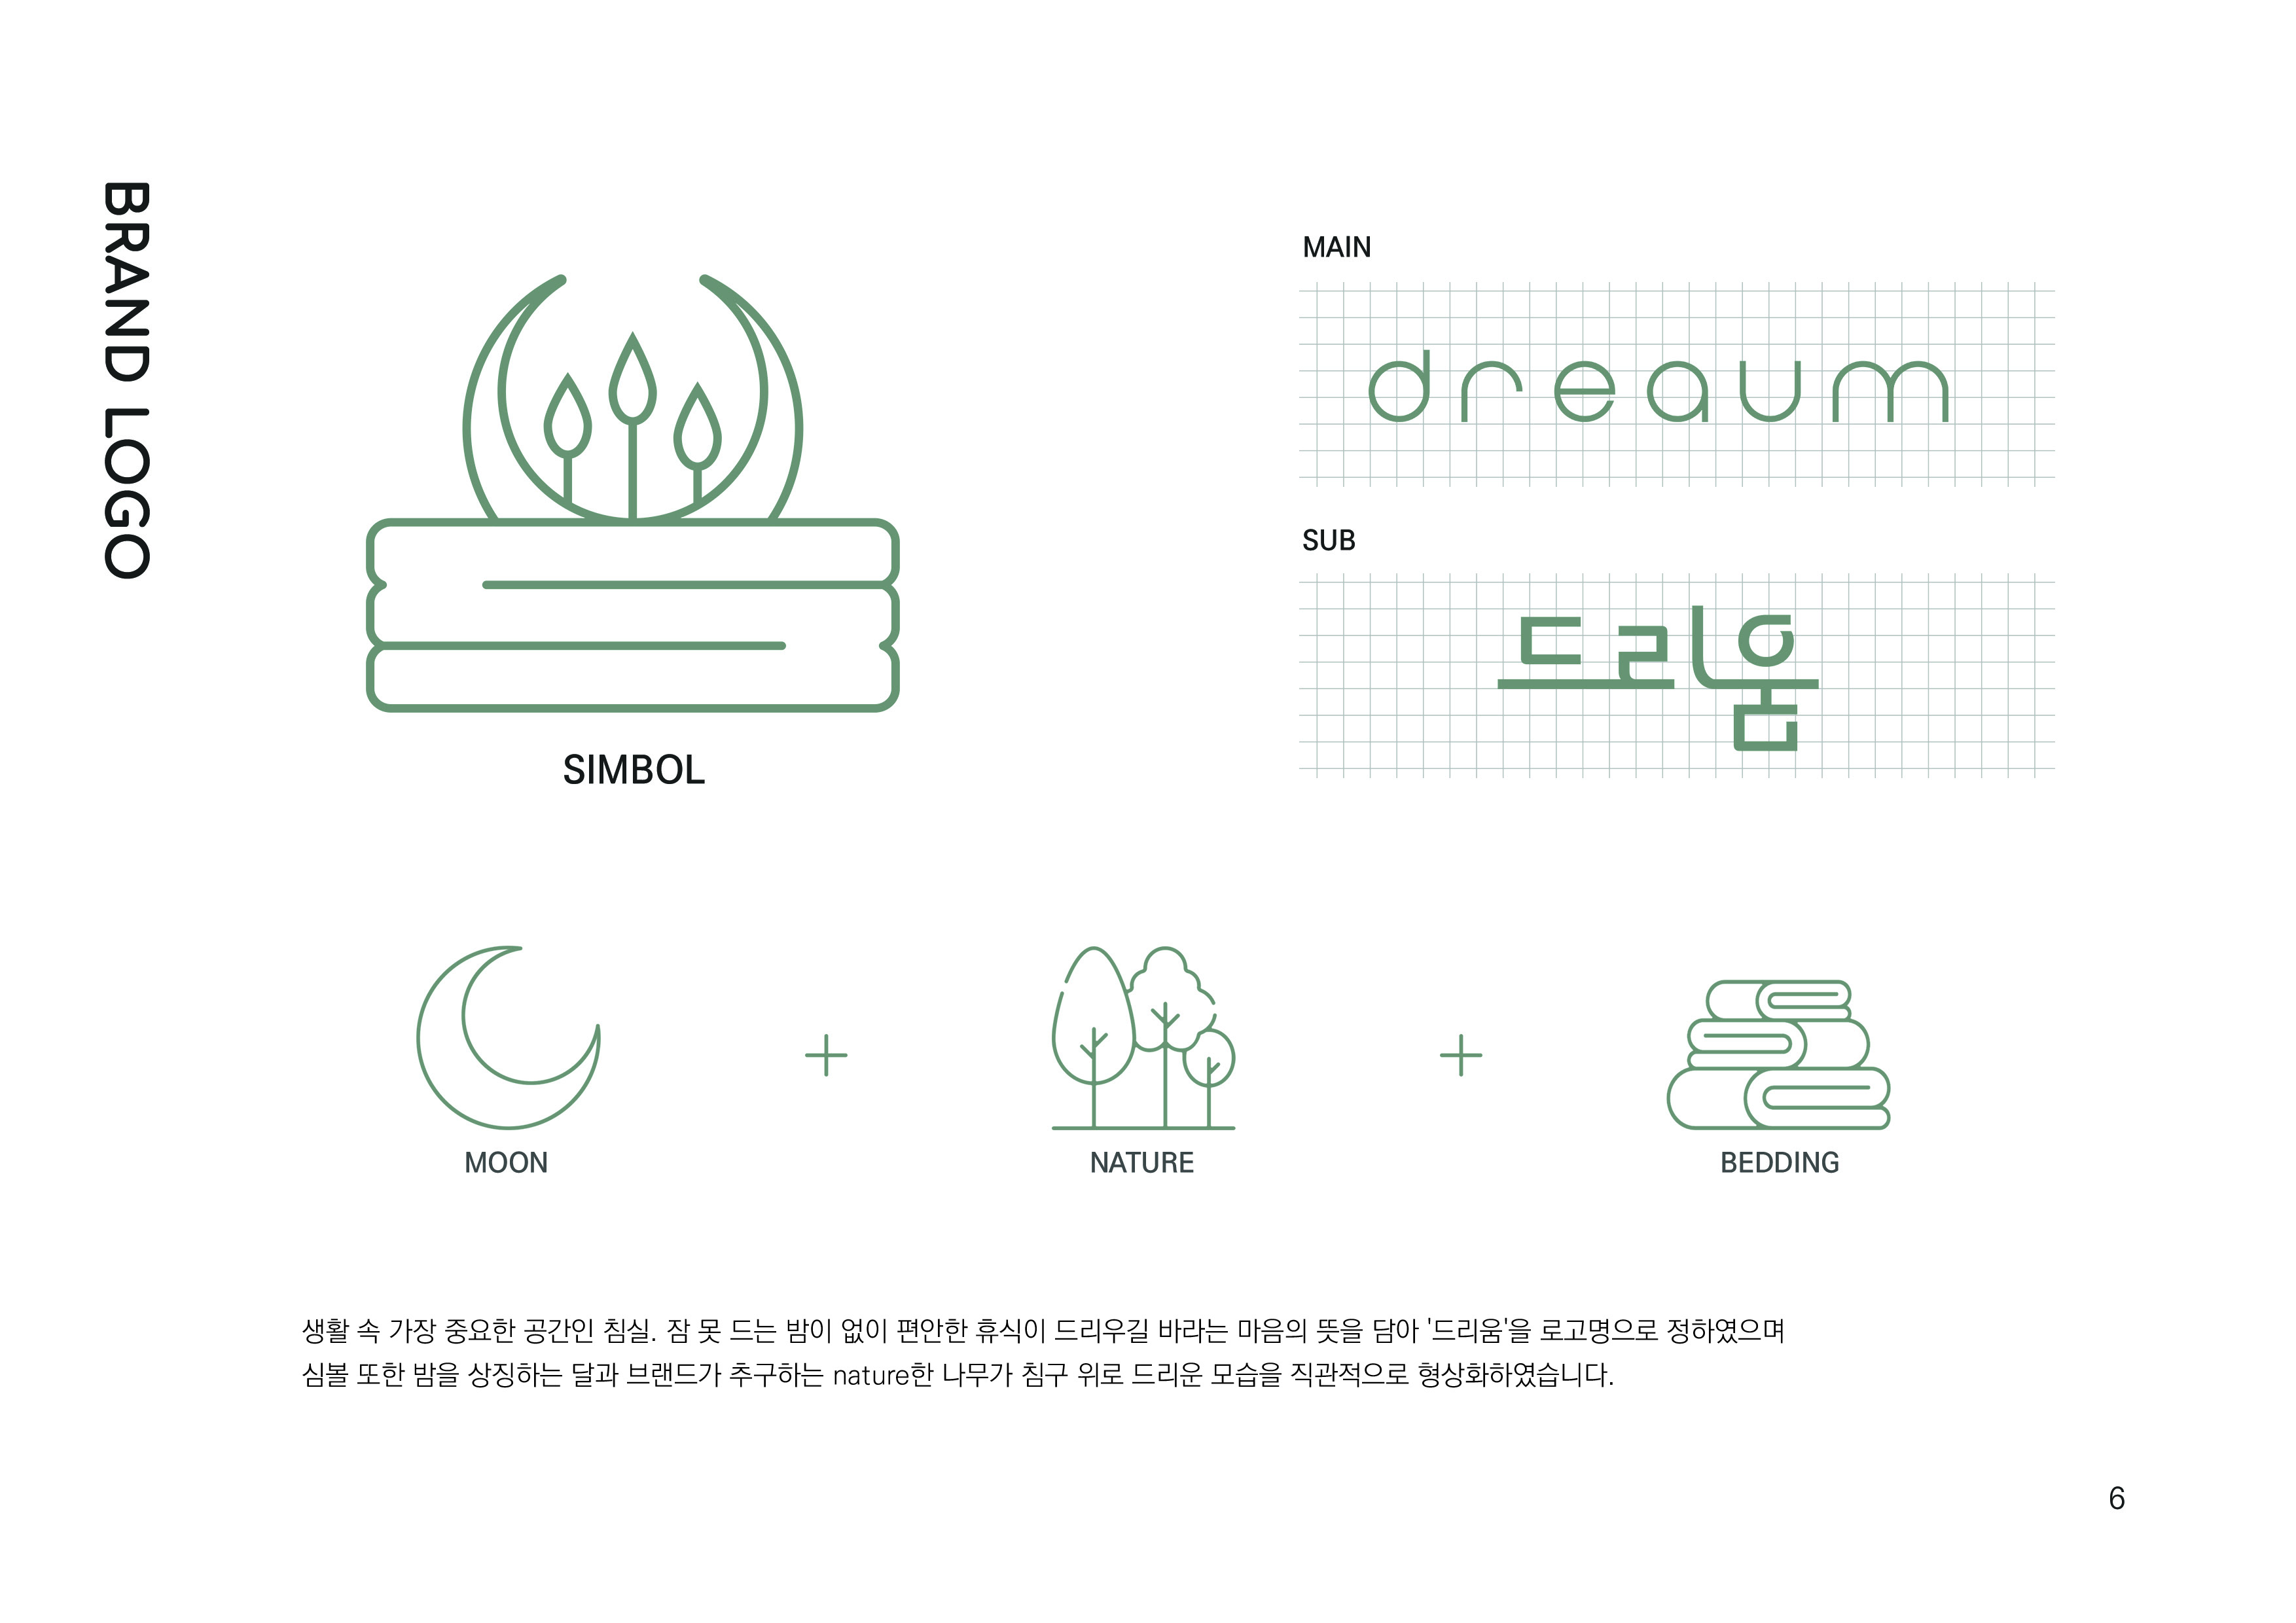 BRAND LOGO
MAIN
dreaum
SUB
드리움
SIMBOL
MOON
NATURE
BEDDING
생활 속 가장 중요한 공간인 침실. 잠 못 드는 밤이 없이 편안한 휴식이 드리우길 바라는 마음의 뜻을 담아 '드리움'을 로고명으로 정하였으며
심볼 또한 밤을 상징하는 달과 브랜드가 추구하는 nature한 나무가 침구 위로 드리운 모습을 직관적으로 형상화하였습니다.
6